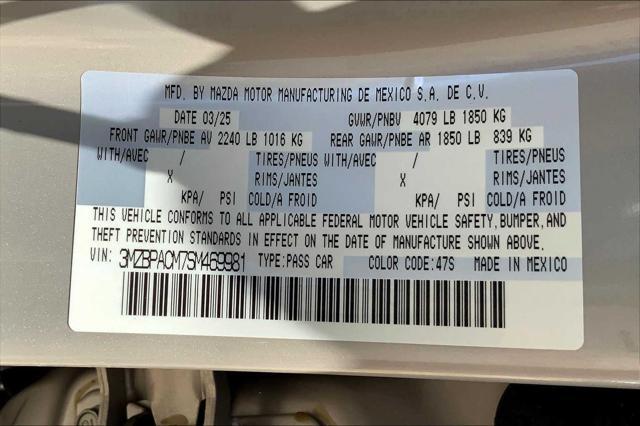 MFD. BY MAZDA MOTOR MANUFACTURING DE MEXICO S.A. DE C.V.
DATE 03/25 GVWR/PNBV 4079 LB 1850 KG
FRONT GAWR/PNBE AV 2240 LB 1016 KG REAR GAWR/PNBE AR 1850 LB 839 KG
WITH/AVEC / TIRES/PNEUS WITH/AVEC / TIRES/PNEUS
X RIMS/JANTES X RIMS/JANTES
KPA/ PSI COLD/A FROID KPA/ PSI COLD/A FROID
THIS VEHICLE CONFORMS TO ALL APPLICABLE FEDERAL MOTOR VEHICLE SAFETY, BUMPER, AND
THEFT PREVENTION STANDARDS IN EFFECT ON THE DATE OF MANUFACTURE SHOWN ABOVE.
VIN: 3MZBPACM7SM469981 TYPE: PASS CAR COLOR CODE: 47S MADE IN MEXICO